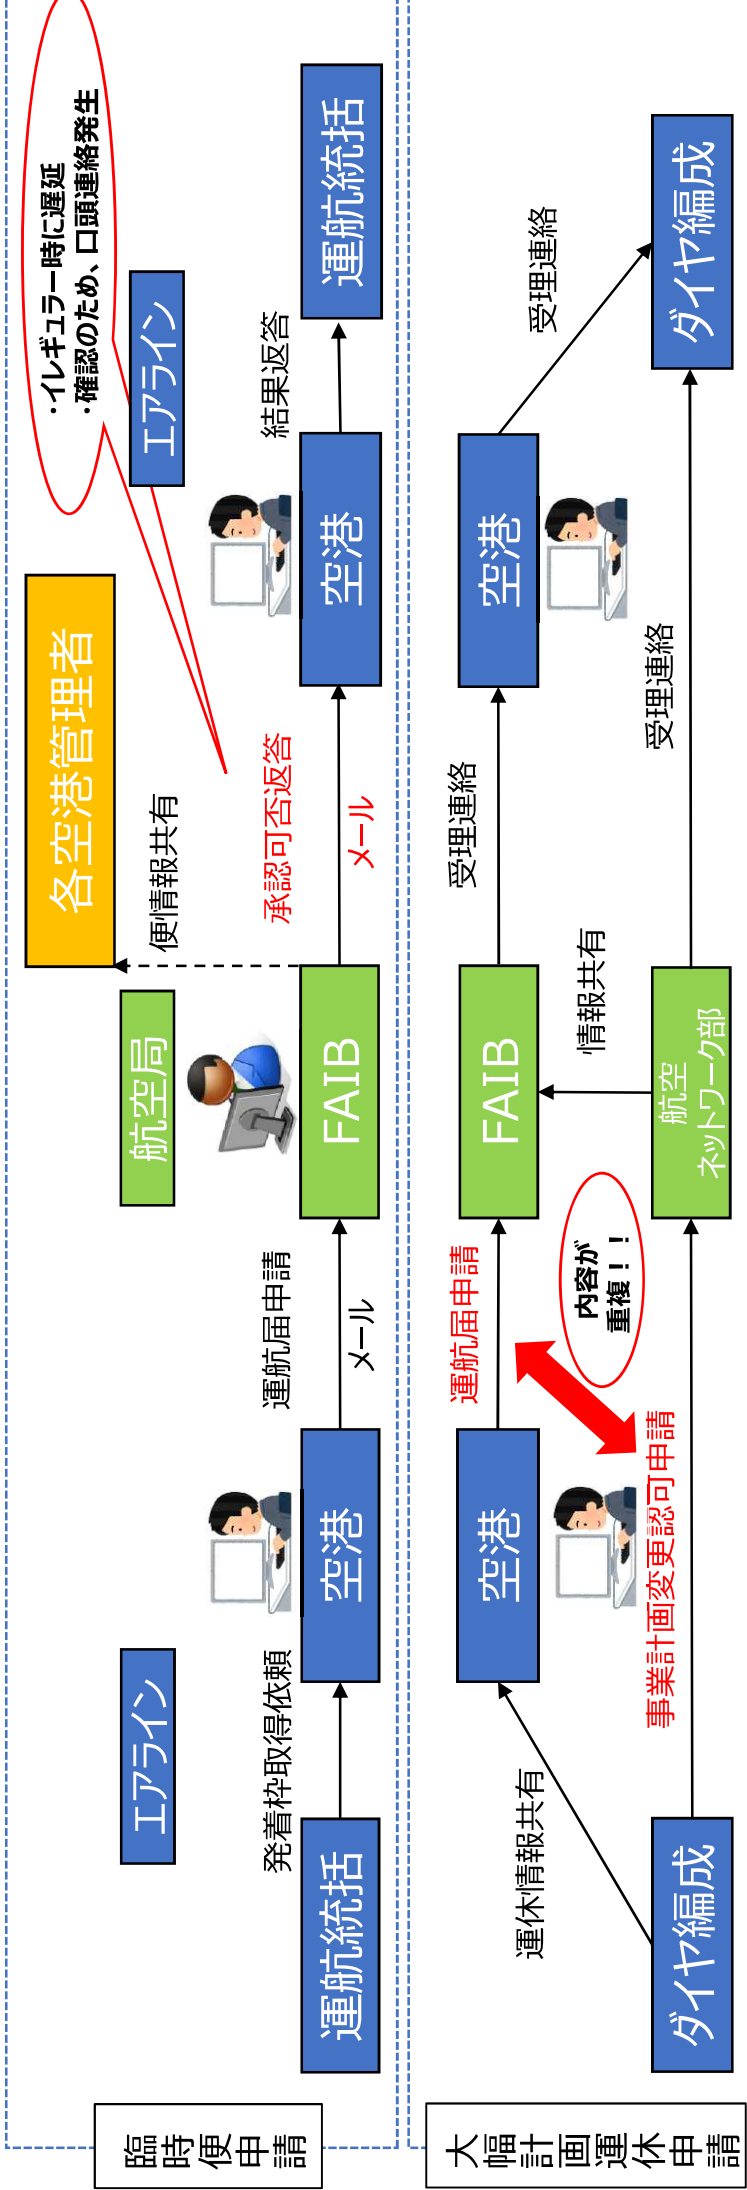 臨時便申請
エアライン
運航統括
発着枠取得依頼
空港
運航届申請
メール
航空局
FAIB
便情報共有
各空港管理者
承認可否返答
メール
・イレギュラー時に遅延
・確認のため、口頭連絡発生
エアライン
空港
結果返答
運航統括
大幅計画運休申請
ダイヤ編成
運休情報共有
空港
運航届申請
事業計画変更認可申請
内容が
重複！！
FAIB
情報共有
航空
ネットワーク部
受理連絡
空港
受理連絡
受理連絡
ダイヤ編成